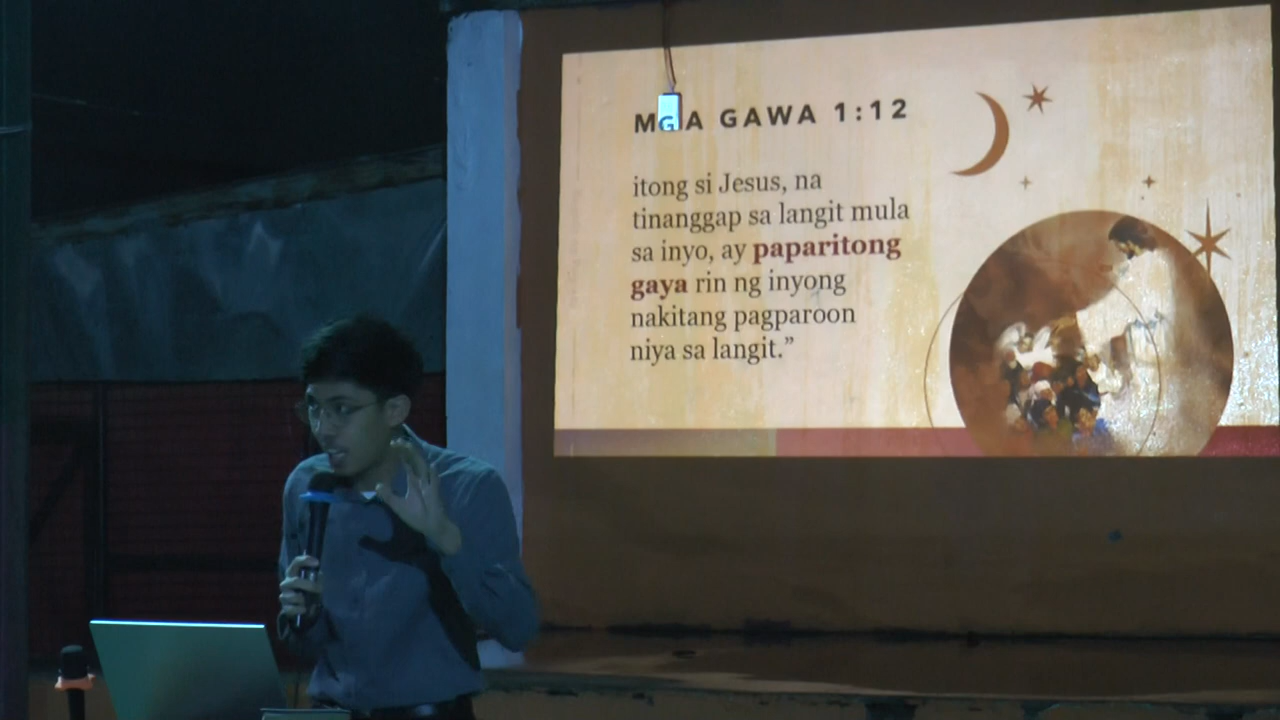 MGA GAWA 1:12
itong si Jesus, na
tinanggap sa langit mula
sa inyo, ay paparitong
gaya rin ng inyong
nakitang pagparoon
niya sa langit.”